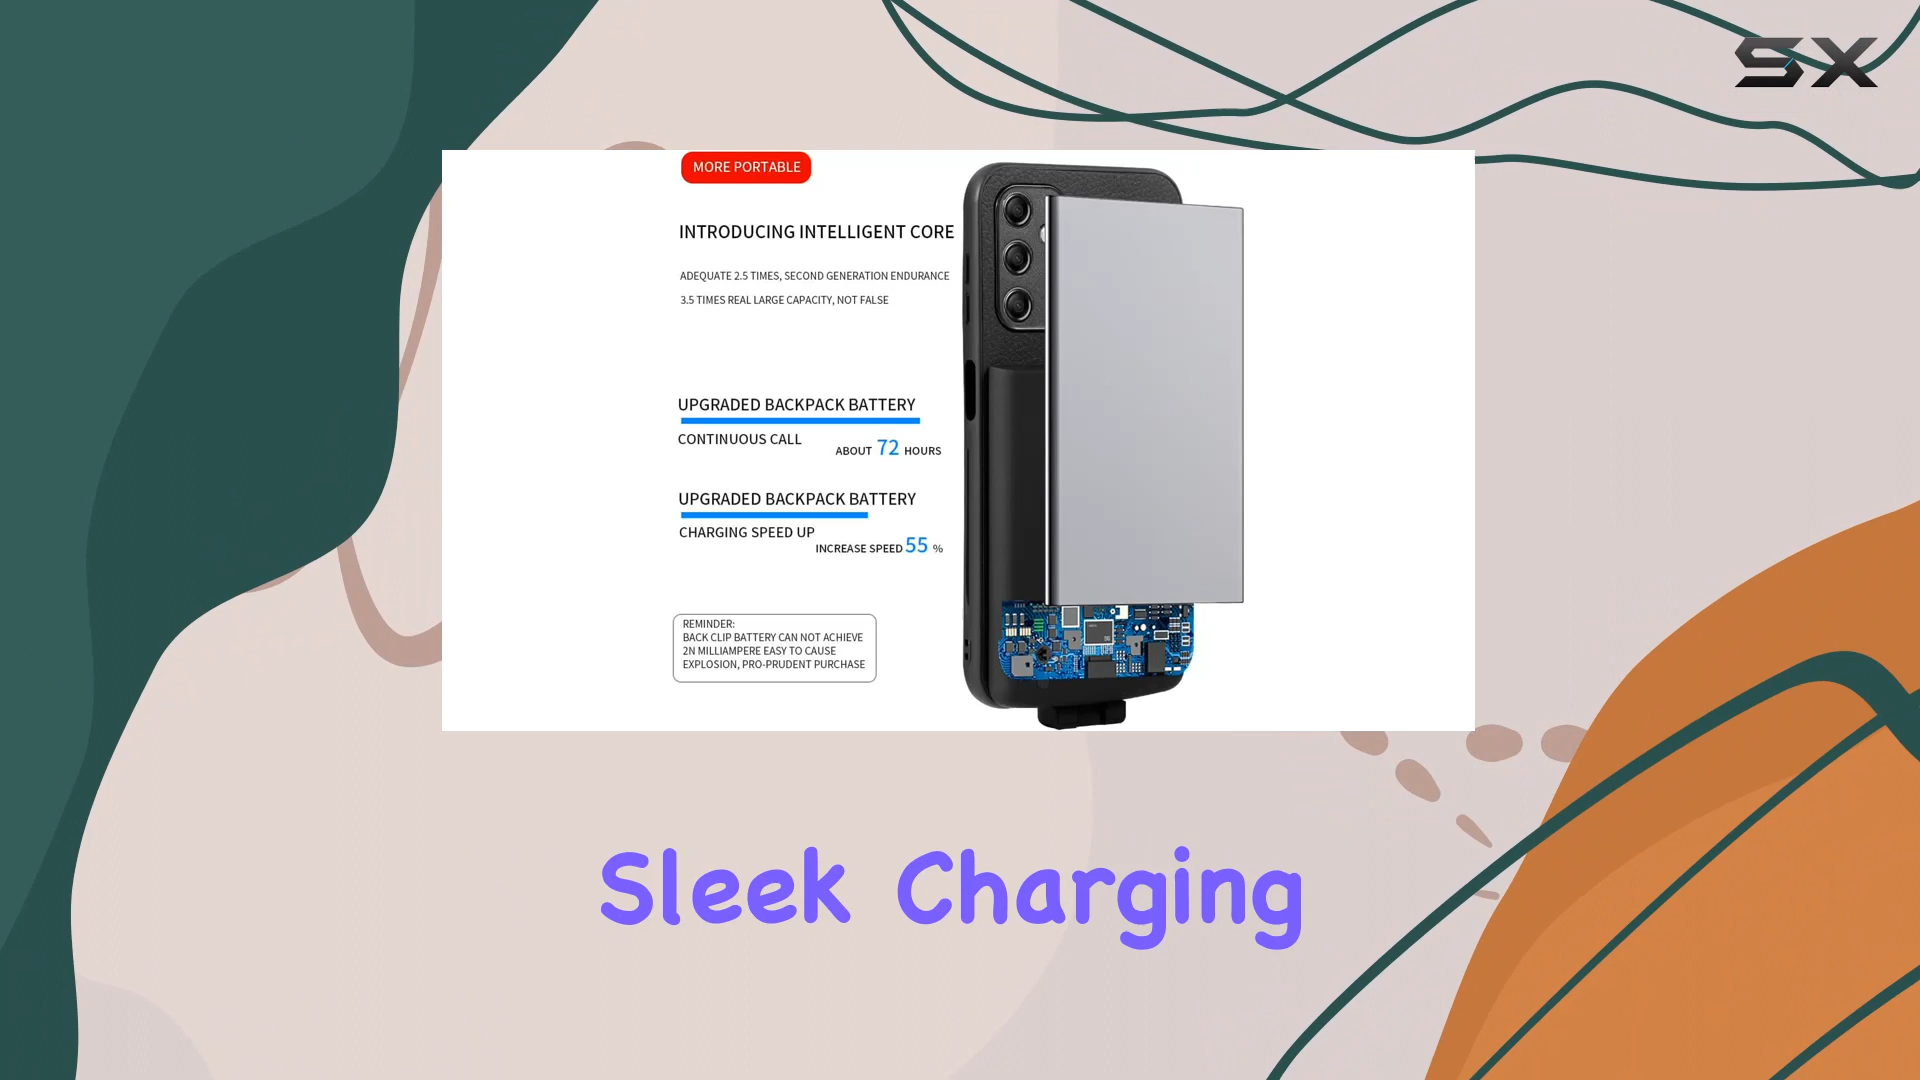 SX
MORE PORTABLE
INTRODUCING INTELLIGENT CORE
ADEQUATE 2.5 TIMES, SECOND GENERATION ENDURANCE
3.5 TIMES REAL LARGE CAPACITY, NOT FALSE
UPGRADED BACKPACK BATTERY
CONTINUOUS CALL
ABOUT 72 HOURS
UPGRADED BACKPACK BATTERY
CHARGING SPEED UP
INCREASE SPEED 55 %
REMINDER:
BACK CLIP BATTERY CAN NOT ACHIEVE
2N MILLIAMPERE EASY TO CAUSE
EXPLOSION, PRO-PRUDENT PURCHASE
Sleek Charging